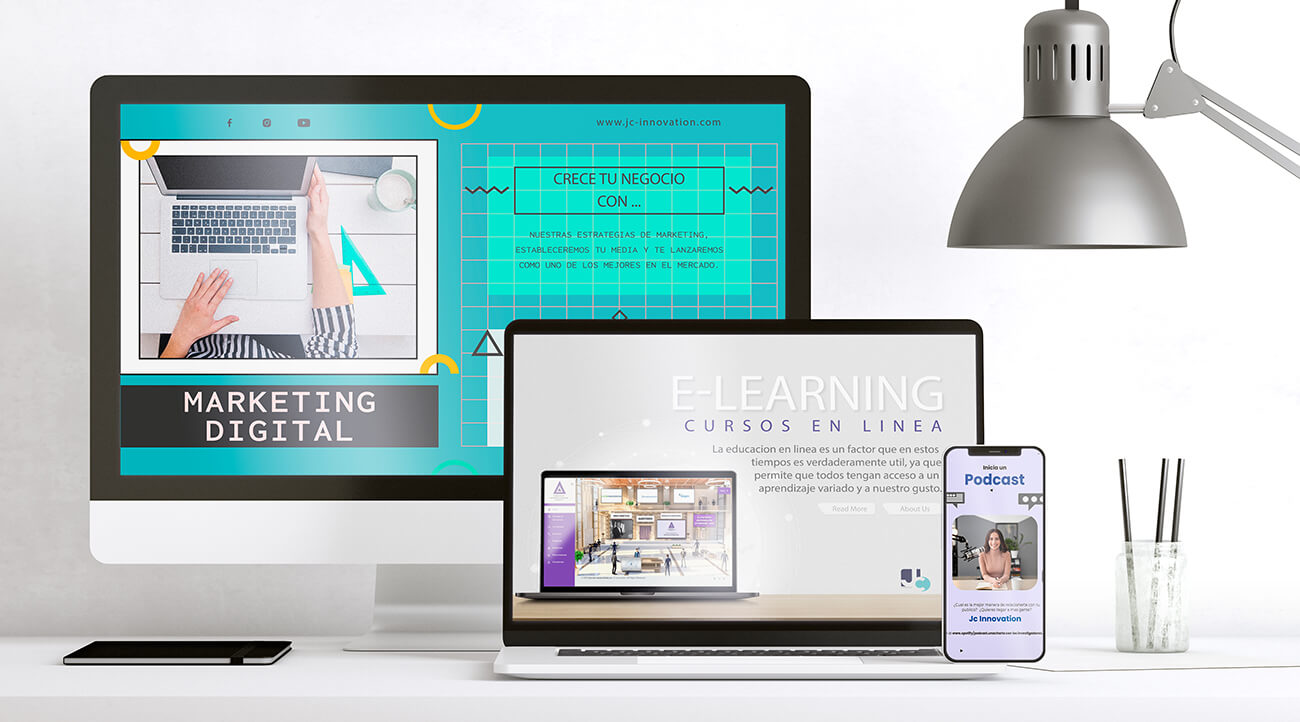 www.jc-innovation.com
CRECE TU NEGOCIO
CON ...
NUESTRAS ESTRATEGIAS DE MARKETING,
ESTABLECEREMOS TU MEDIA Y TE LANZAREMOS
COMO UNO DE LOS MEJORES EN EL MERCADO.
MARKETING
DIGITAL
E-LEARNING
CURSOS EN LINEA
La educacion en linea es un factor que en estos
tiempos es verdaderamente util, ya que
permite que todos tengan acceso a un
aprendizaje variado y a nuestro gusto.
Read More
About Us
Inicia un
Podcast
¿Cual es la mejor manera de relacionarte con tu
publico? ¿Quieres llegar a mas gente?
Jc Innovation